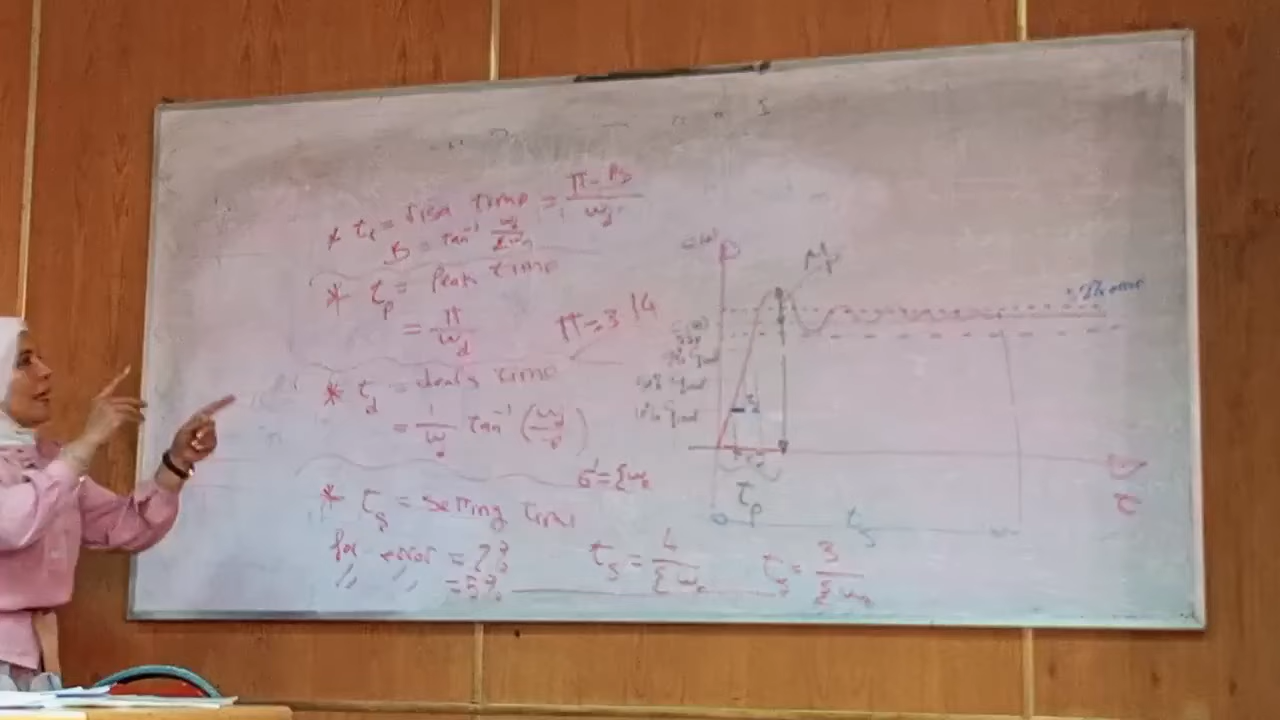 * tr = rise time = π - β / ωd
β = tan⁻¹ ωd / ξωn
* tp = Peak time
= π / ωd
π = 3.14
* td = delay time
= 1/ωd tan⁻¹ (ωd/σ)
σ = ξωn
* ts = setting time
for error = 2% ts = 4 / ξωn
" " = 5% ts = 3 / ξωn
Mp
c(∞)
td
tp
ts
t